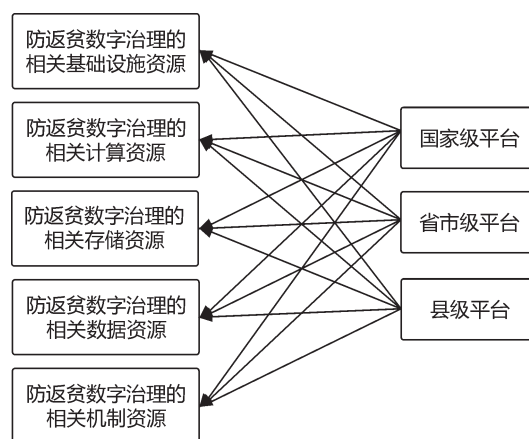 防返贫数字治理的
相关基础设施资源
防返贫数字治理的
相关计算资源
防返贫数字治理的
相关存储资源
防返贫数字治理的
相关数据资源
防返贫数字治理的
相关机制资源
国家级平台
省市级平台
县级平台